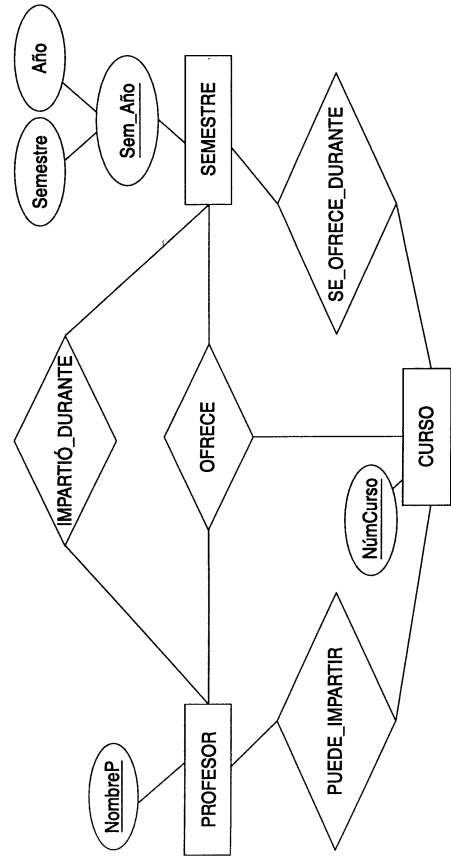 NombreP
PROFESOR
IMPARTIÓ_DURANTE
Semestre
Año
Sem_Año
SEMESTRE
OFRECE
PUEDE_IMPARTIR
NúmCurso
CURSO
SE_OFRECE_DURANTE